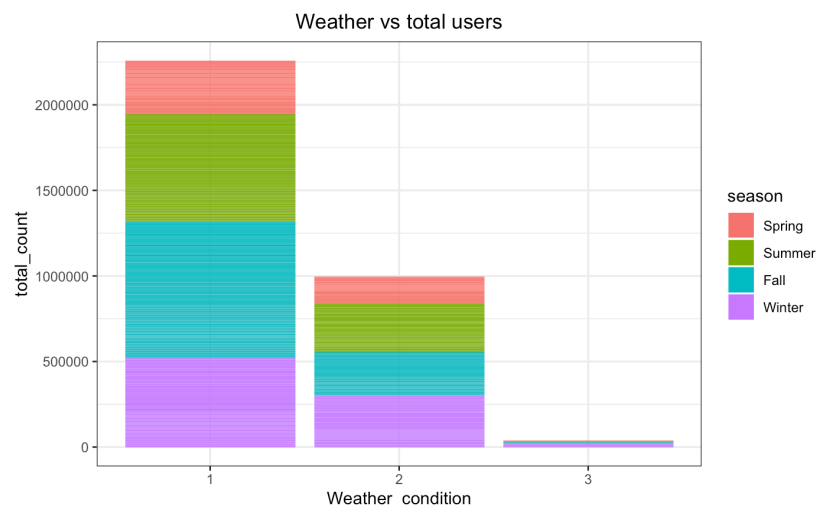 Weather vs total users
total_count
2000000
1500000
1000000
500000
0
1 2 3
Weather condition
season
Spring
Summer
Fall
Winter